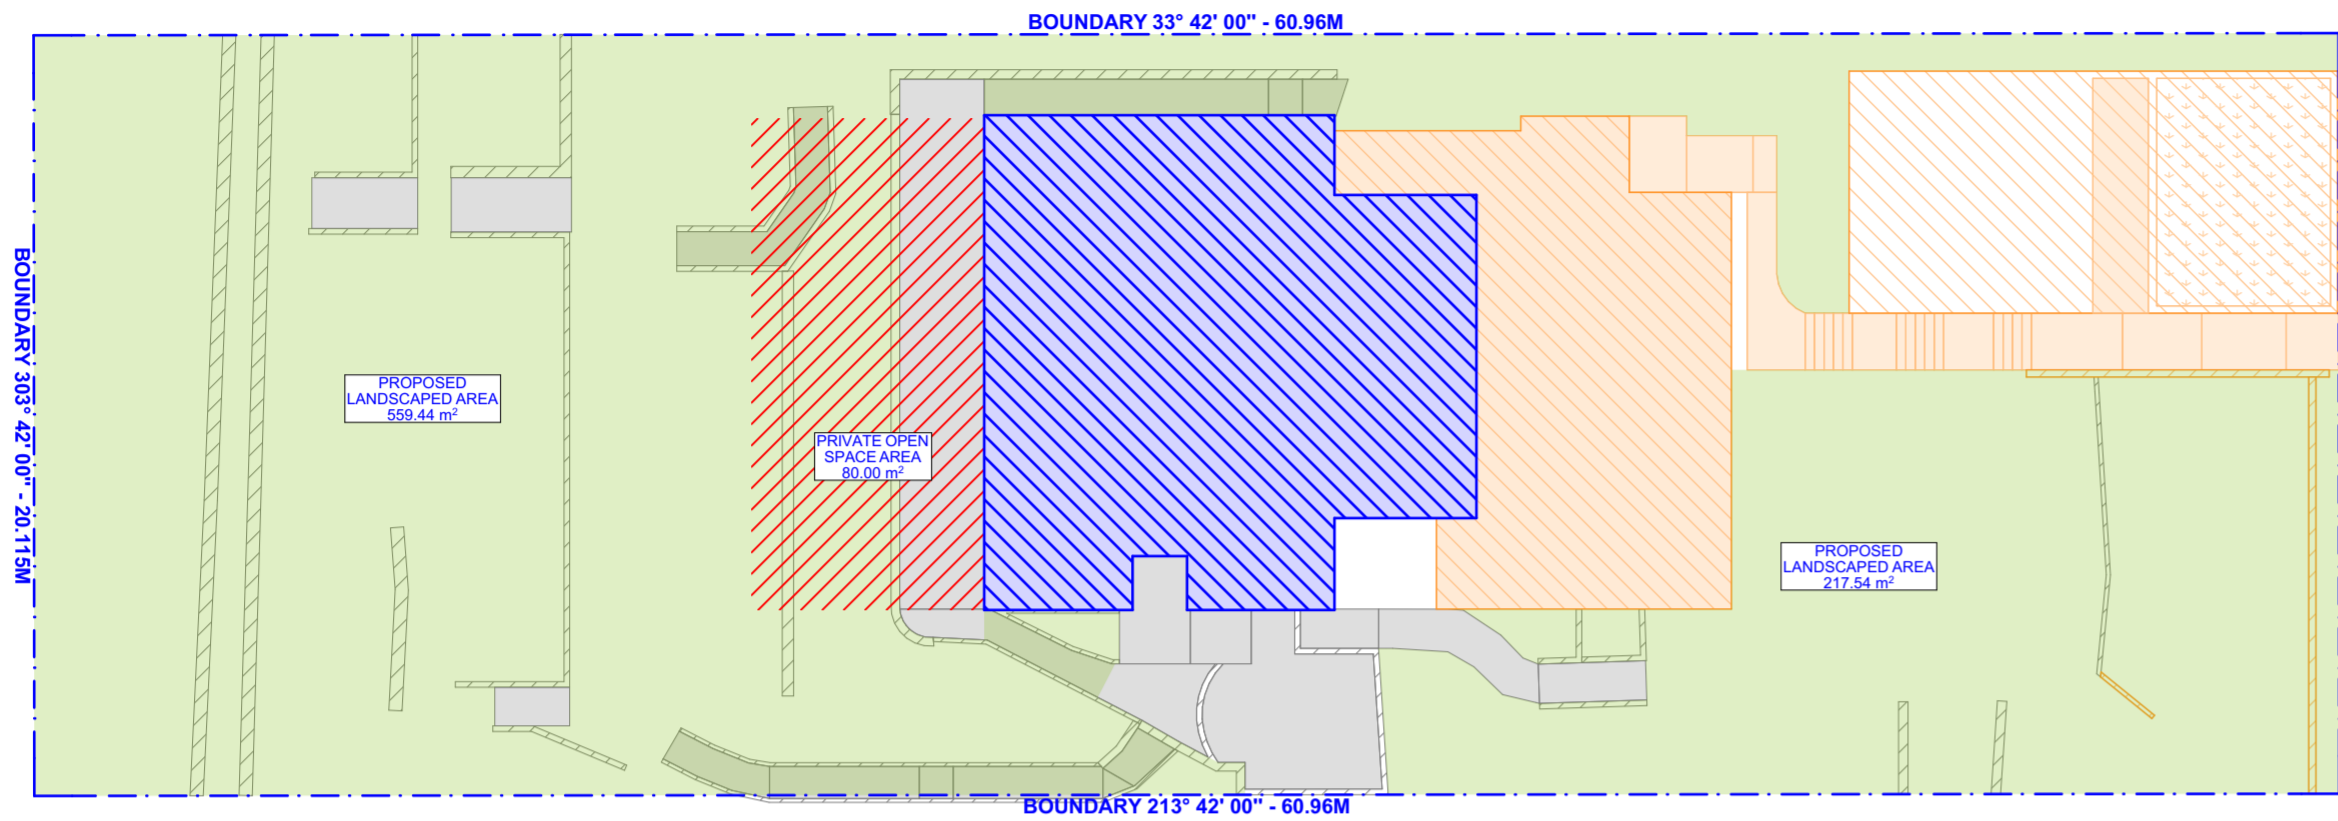 BOUNDARY 33° 42' 00" - 60.96M
BOUNDARY 303° 42' 00" - 20.115M
PROPOSED
LANDSCAPED AREA
559.44 m²
PRIVATE OPEN
SPACE AREA
80.00 m²
PROPOSED
LANDSCAPED AREA
217.54 m²
BOUNDARY 213° 42' 00" - 60.96M